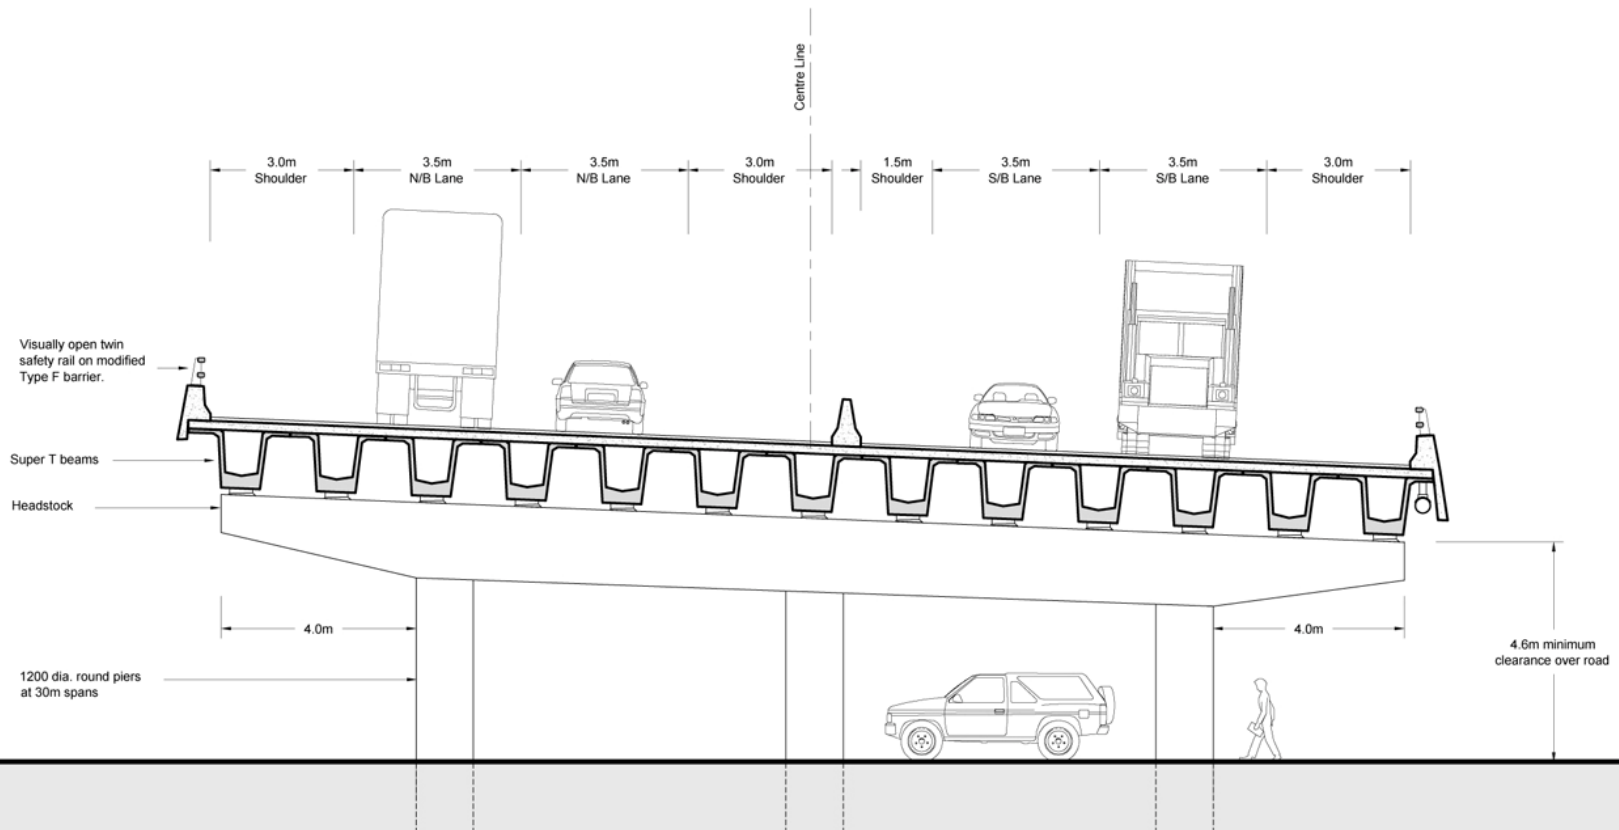 Centre Line
3.0m
Shoulder
3.5m
N/B Lane
3.5m
N/B Lane
3.0m
Shoulder
1.5m
Shoulder
3.5m
S/B Lane
3.5m
S/B Lane
3.0m
Shoulder
Visually open twin
safety rail on modified
Type F barrier.
Super T beams
Headstock
4.0m
4.0m
4.6m minimum
clearance over road
1200 dia. round piers
at 30m spans